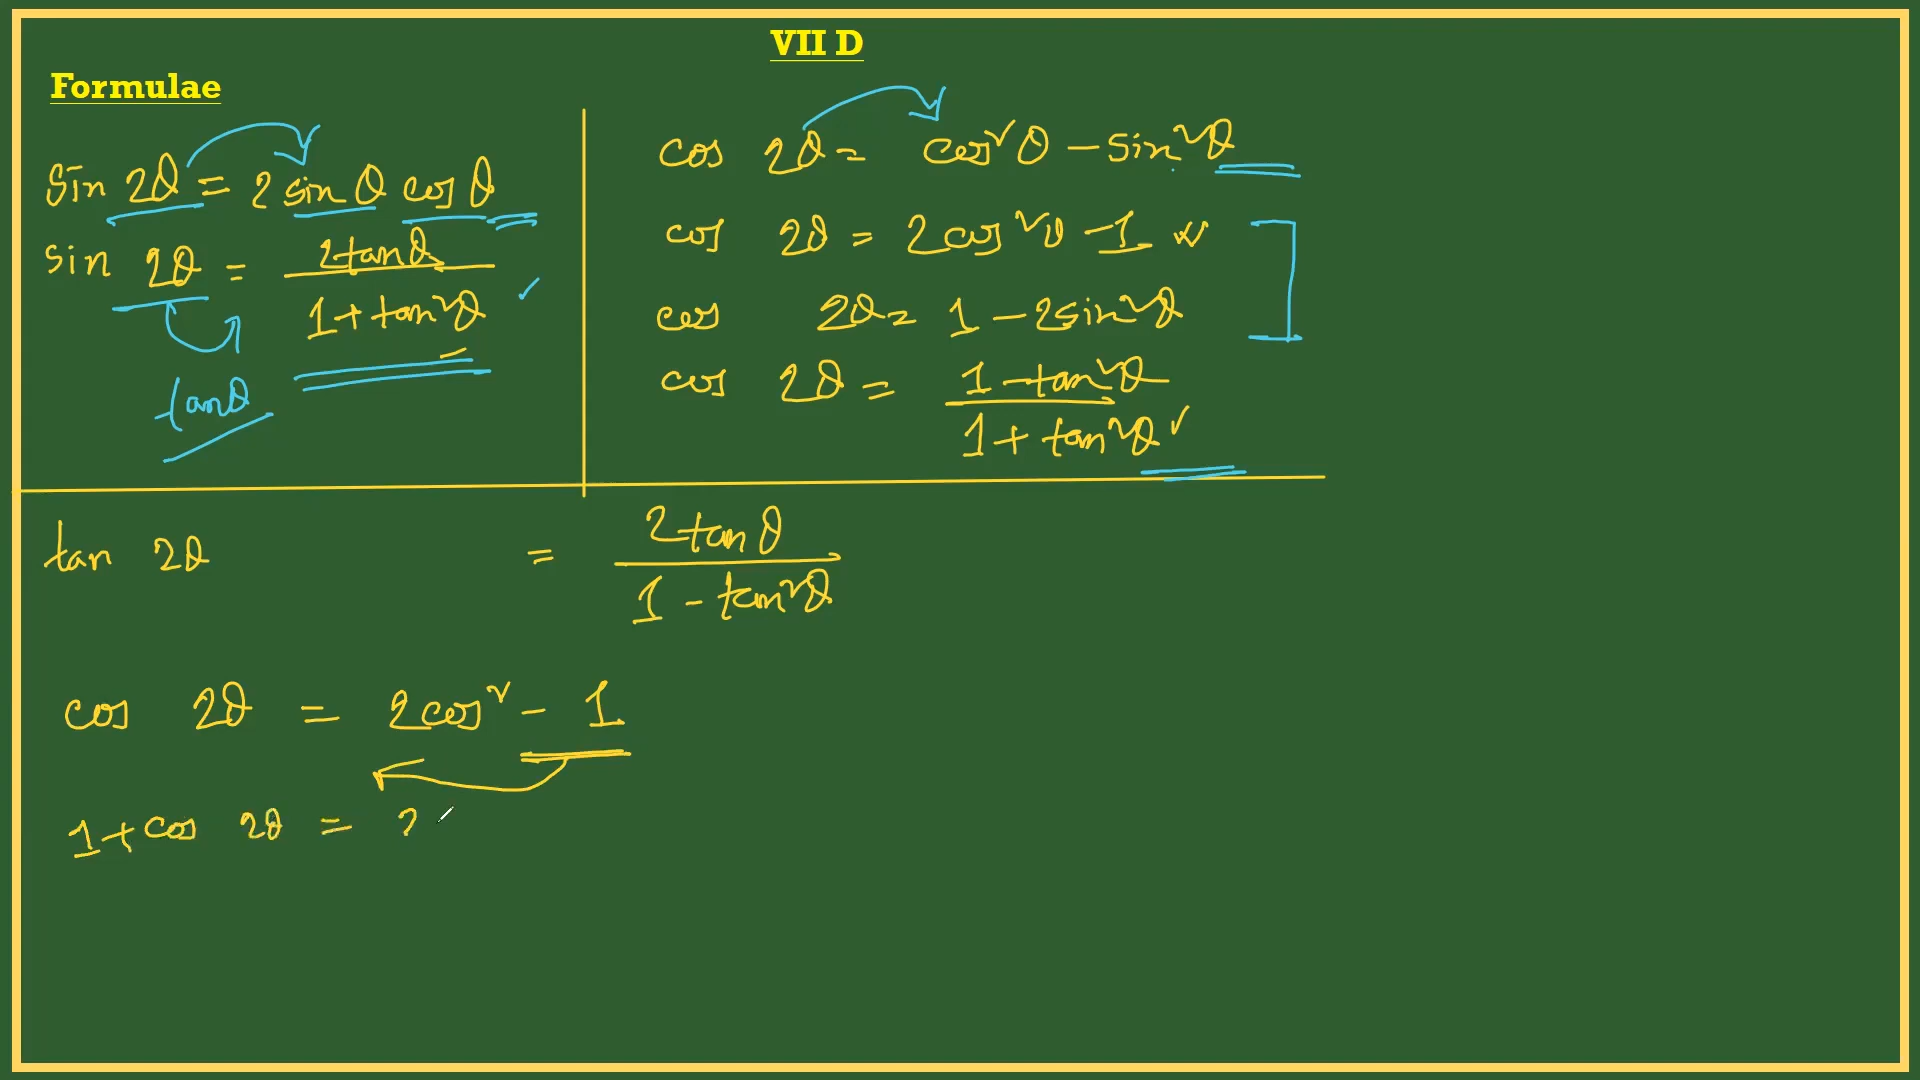 VII D
Formulae
Sin 2θ = 2 sin θ cos θ
sin 2θ = 2tanθ / 1 + tan²θ
tanθ
cos 2θ = cos²θ - sin²θ
cos 2θ = 2cos²θ - 1
cos 2θ = 1 - 2sin²θ
cos 2θ = 1 - tan²θ / 1 + tan²θ
tan 2θ = 2tanθ / 1 - tan²θ
cos 2θ = 2cos² - 1
1 + cos 2θ = 2